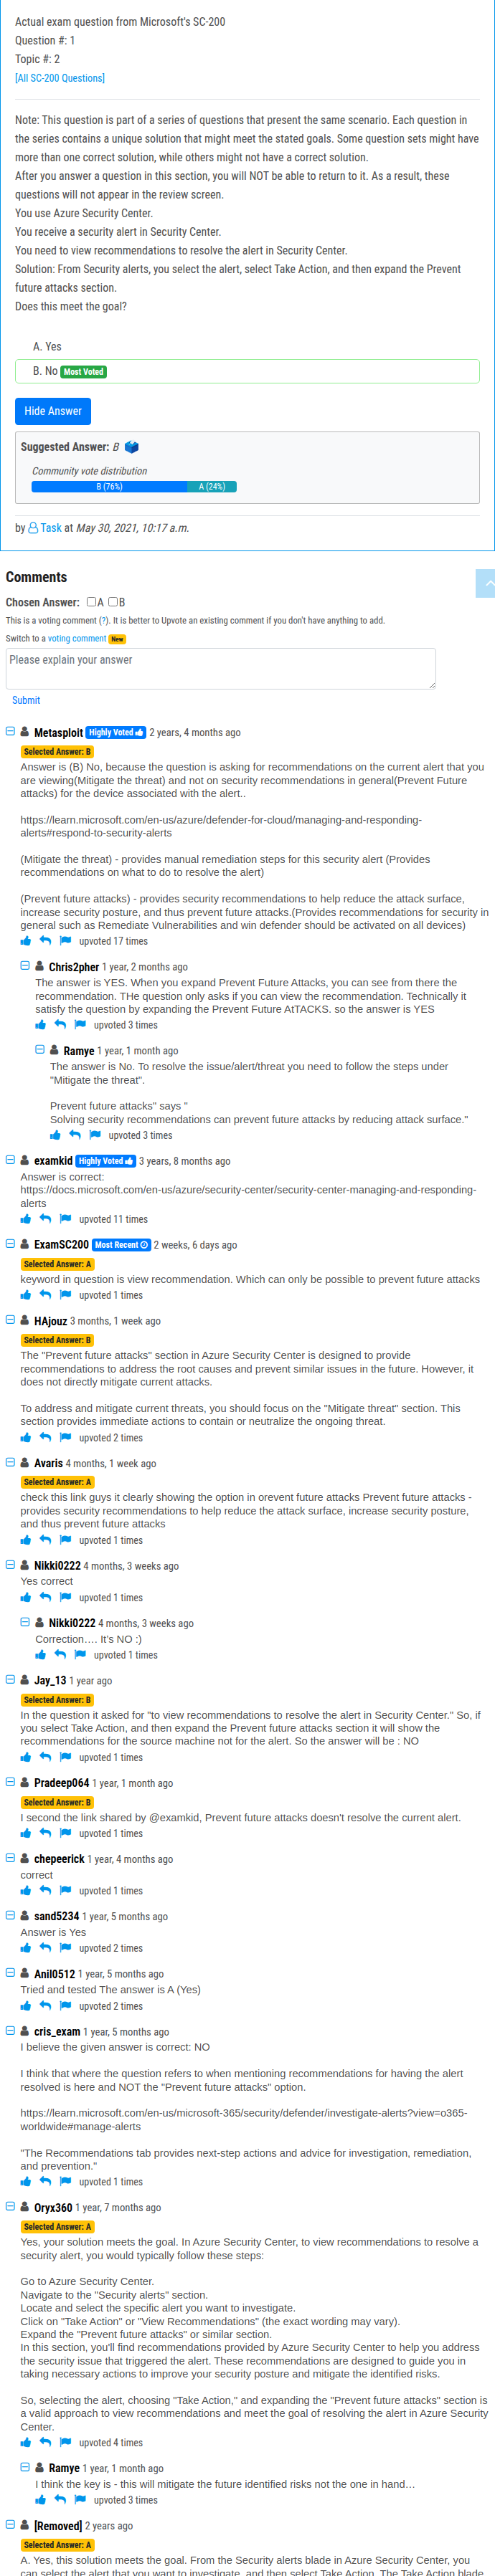 Actual exam question from Microsoft's SC-200
Question #: 1
Topic #: 2
[All SC-200 Questions]
Note: This question is part of a series of questions that present the same scenario. Each question in
the series contains a unique solution that might meet the stated goals. Some question sets might have
more than one correct solution, while others might not have a correct solution.
After you answer a question in this section, you will NOT be able to return to it. As a result, these
questions will not appear in the review screen.
You use Azure Security Center.
You receive a security alert in Security Center.
You need to view recommendations to resolve the alert in Security Center.
Solution: From Security alerts, you select the alert, select Take Action, and then expand the Prevent
future attacks section.
Does this meet the goal?
A. Yes
B. No Most Voted
Hide Answer
Suggested Answer: B
Community vote distribution
B (76%) A (24%)
by Task at May 30, 2021, 10:17 a.m.
Comments
Chosen Answer: A B
This is a voting comment (?). It is better to Upvote an existing comment if you don't have anything to add.
Switch to a voting comment New
Please explain your answer
Submit
Metasploit Highly Voted 2 years, 4 months ago
Selected Answer: B
Answer is (B) No, because the question is asking for recommendations on the current alert that you
are viewing(Mitigate the threat) and not on security recommendations in general(Prevent Future
attacks) for the device associated with the alert..
https://learn.microsoft.com/en-us/azure/defender-for-cloud/managing-and-responding-
alerts#respond-to-security-alerts
(Mitigate the threat) - provides manual remediation steps for this security alert (Provides
recommendations on what to do to resolve the alert)
(Prevent future attacks) - provides security recommendations to help reduce the attack surface,
increase security posture, and thus prevent future attacks.(Provides recommendations for security in
general such as Remediate Vulnerabilities and win defender should be activated on all devices)
upvoted 17 times
Chris2pher 1 year, 2 months ago
The answer is YES. When you expand Prevent Future Attacks, you can see from there the
recommendation. THe question only asks if you can view the recommendation. Technically it
satisfy the question by expanding the Prevent Future AtTACKS. so the answer is YES
upvoted 3 times
Ramye 1 year, 1 month ago
The answer is No. To resolve the issue/alert/threat you need to follow the steps under
"Mitigate the threat".
Prevent future attacks" says "
Solving security recommendations can prevent future attacks by reducing attack surface."
upvoted 3 times
examkid Highly Voted 3 years, 8 months ago
Answer is correct:
https://docs.microsoft.com/en-us/azure/security-center/security-center-managing-and-responding-
alerts
upvoted 11 times
ExamSC200 Most Recent 2 weeks, 6 days ago
Selected Answer: A
keyword in question is view recommendation. Which can only be possible to prevent future attacks
upvoted 1 times
HAjouz 3 months, 1 week ago
Selected Answer: B
The "Prevent future attacks" section in Azure Security Center is designed to provide
recommendations to address the root causes and prevent similar issues in the future. However, it
does not directly mitigate current attacks.
To address and mitigate current threats, you should focus on the "Mitigate threat" section. This
section provides immediate actions to contain or neutralize the ongoing threat.
upvoted 2 times
Avaris 4 months, 1 week ago
Selected Answer: A
check this link guys it clearly showing the option in orevent future attacks Prevent future attacks -
provides security recommendations to help reduce the attack surface, increase security posture,
and thus prevent future attacks
upvoted 1 times
Nikki0222 4 months, 3 weeks ago
Yes correct
upvoted 1 times
Nikki0222 4 months, 3 weeks ago
Correction.... It's NO :)
upvoted 1 times
Jay_13 1 year ago
Selected Answer: B
In the question it asked for "to view recommendations to resolve the alert in Security Center." So, if
you select Take Action, and then expand the Prevent future attacks section it will show the
recommendations for the source machine not for the alert. So the answer will be : NO
upvoted 1 times
Pradeep064 1 year, 1 month ago
Selected Answer: B
I second the link shared by @examkid, Prevent future attacks doesn't resolve the current alert.
upvoted 1 times
chepeerick 1 year, 4 months ago
correct
upvoted 1 times
sand5234 1 year, 5 months ago
Answer is Yes
upvoted 2 times
Anil0512 1 year, 5 months ago
Tried and tested The answer is A (Yes)
upvoted 2 times
cris_exam 1 year, 5 months ago
I believe the given answer is correct: NO
I think that where the question refers to when mentioning recommendations for having the alert
resolved is here and NOT the "Prevent future attacks" option.
https://learn.microsoft.com/en-us/microsoft-365/security/defender/investigate-alerts?view=o365-
worldwide#manage-alerts
"The Recommendations tab provides next-step actions and advice for investigation, remediation,
and prevention."
upvoted 1 times
Oryx360 1 year, 7 months ago
Selected Answer: A
Yes, your solution meets the goal. In Azure Security Center, to view recommendations to resolve a
security alert, you would typically follow these steps:
Go to Azure Security Center.
Navigate to the "Security alerts" section.
Locate and select the specific alert you want to investigate.
Click on "Take Action" or "View Recommendations" (the exact wording may vary).
Expand the "Prevent future attacks" or similar section.
In this section, you'll find recommendations provided by Azure Security Center to help you address
the security issue that triggered the alert. These recommendations are designed to guide you in
taking necessary actions to improve your security posture and mitigate the identified risks.
So, selecting the alert, choosing "Take Action," and expanding the "Prevent future attacks" section is
a valid approach to view recommendations and meet the goal of resolving the alert in Azure Security
Center.
upvoted 4 times
Ramye 1 year, 1 month ago
I think the key is - this will mitigate the future identified risks not the one in hand…
upvoted 3 times
[Removed] 2 years ago
Selected Answer: A
A. Yes, this solution meets the goal. From the Security alerts blade in Azure Security Center, you
can select the alert that you want to investigate, and then select Take Action. The Take Action blade